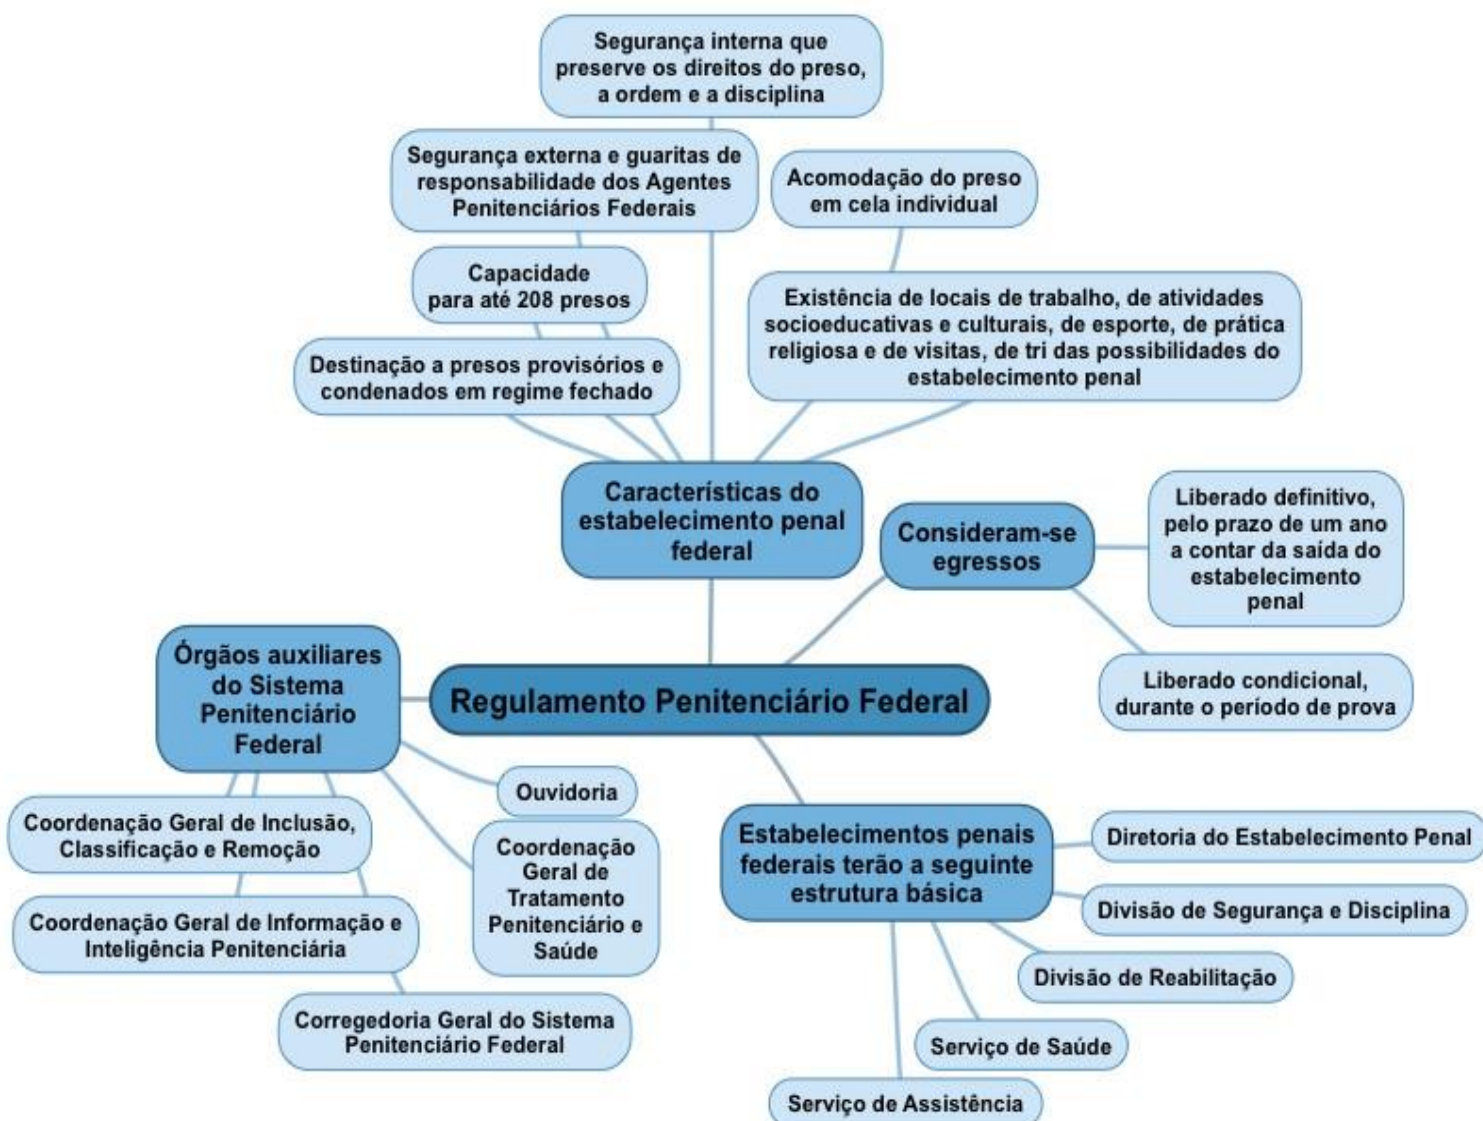 Segurança interna que
preserve os direitos do preso,
a ordem e a disciplina
Segurança externa e guaritas de
responsabilidade dos Agentes
Penitenciários Federais
Acomodação do preso
em cela individual
Capacidade
para até 208 presos
Existência de locais de trabalho, de atividades
socioeducativas e culturais, de esporte, de prática
religiosa e de visitas, de tri das possibilidades do
estabelecimento penal
Destinação a presos provisórios e
condenados em regime fechado
Características do
estabelecimento penal
federal
Consideram-se
egressos
Liberado definitivo,
pelo prazo de um ano
a contar da saída do
estabelecimento
penal
Liberado condicional,
durante o período de prova
Órgãos auxiliares
do Sistema
Penitenciário
Federal
Regulamento Penitenciário Federal
Ouvidoria
Coordenação Geral de Inclusão,
Classificação e Remoção
Coordenação
Geral de
Tratamento
Penitenciário e
Saúde
Coordenação Geral de Informação e
Inteligência Penitenciária
Corregedoria Geral do Sistema
Penitenciário Federal
Estabelecimentos penais
federais terão a seguinte
estrutura básica
Diretoria do Estabelecimento Penal
Divisão de Segurança e Disciplina
Divisão de Reabilitação
Serviço de Saúde
Serviço de Assistência